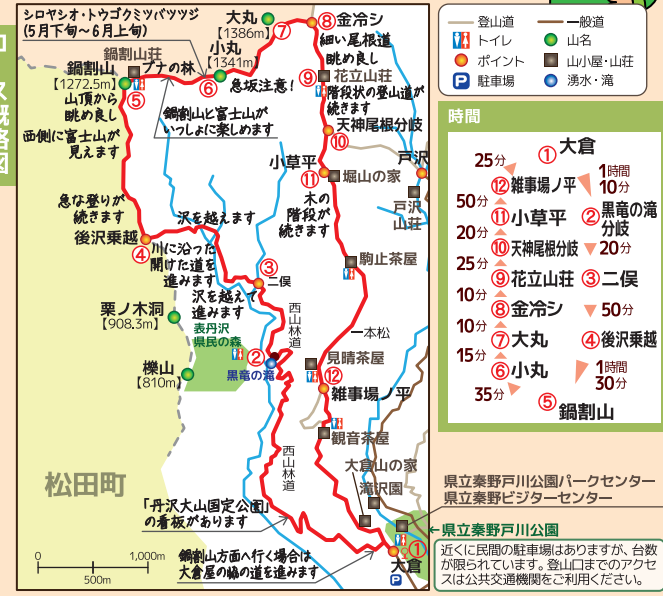 シロヤシオ・トウゴクミツバツツジ
(5月下旬〜6月上旬)
大丸
[1386m]
⑦
⑧
金冷シ
細い尾根道
眺め良し
鍋割山荘
ブナの林
小丸
[1341m]
⑥
急坂注意!
鍋割山
[1272.5m]
⑤
山頂から
眺め良し
西側に富士山が
見えます
鍋割山と富士山が
いっしょに楽しめます
⑨
花立山荘
階段状の登山道が
続きます
天神尾根分岐
⑩
小草平
⑪
堀山の家
木の
階段が
続きます
戸沢
戸沢
山荘
急な登りが
続きます
後沢乗越
④
沢を越えます
川に沿った
開けた道を
進みます
③
二俣
沢を越えて
進みます
駒止茶屋
栗ノ木洞
[908.3m]
表丹沢
県民の森
西山林道
②
黒竜の滝
櫟山
[810m]
一本松
見晴茶屋
⑫
雑事場ノ平
観音茶屋
大倉山の家
滝沢園
西山林道
松田町
「丹沢大山国定公園」
の看板があります
鍋割山方面へ行く場合は
大倉屋の脇の道を進みます
①
大倉
P
0
500m
1,000m
概略図
登山道
一般道
トイレ
山名
ポイント
山小屋・山荘
P
駐車場
湧水・滝
時間
①
大倉
25分
1時間
10分
⑫雑事場ノ平
50分
②黒竜の滝
分岐
⑪小草平
20分
20分
⑩天神尾根分岐
25分
⑨花立山荘
③二俣
10分
⑧金冷シ
50分
10分
⑦大丸
④後沢乗越
15分
⑥小丸
1時間
30分
35分
⑤
鍋割山
県立秦野戸川公園パークセンター
県立秦野ビジターセンター
←県立秦野戸川公園
近くに民間の駐車場はありますが、台数
が限られています。登山口までのアクセ
スは公共交通機関をご利用ください。